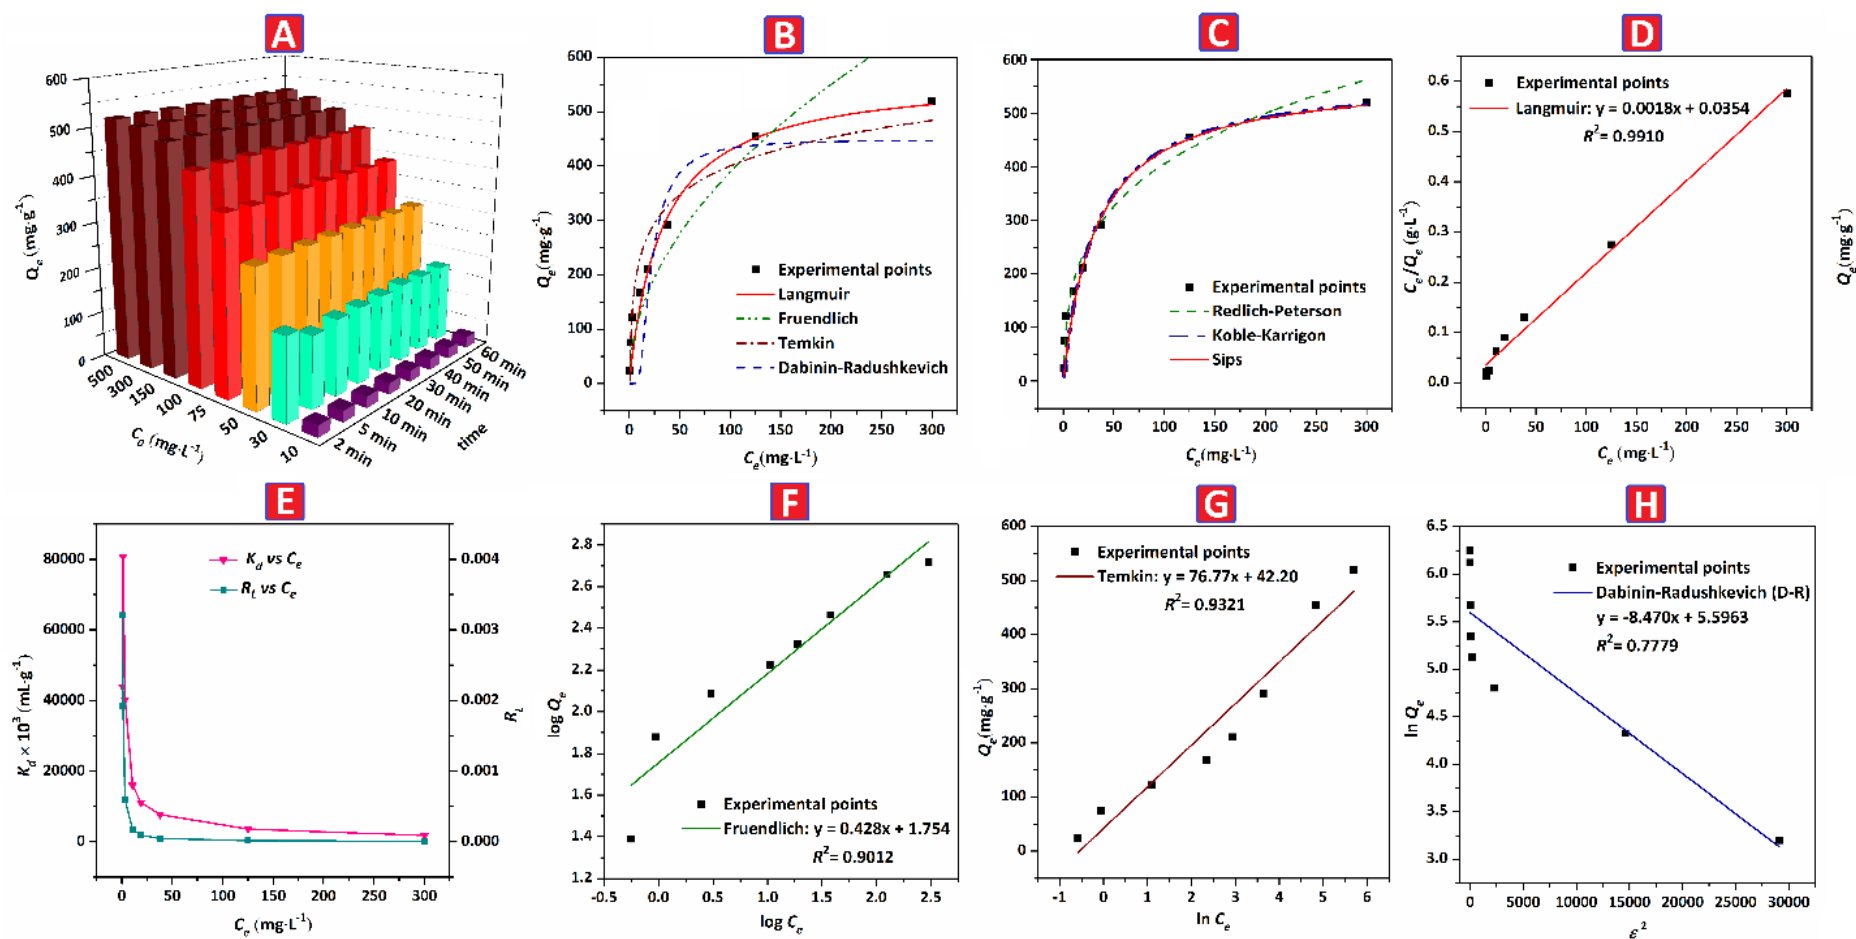 A
600
500
400
300
200
100
0
Qe (mg·g-1)
500
300
150
100
75
50
30
10
Co (mg·L-1)
2 min
5 min
10 min
20 min
30 min
40 min
50 min
60 min
time
B
600
500
400
300
200
100
0
Qe(mg·g-1)
Experimental points
Langmuir
Fruendlich
Temkin
Dabinin-Radushkevich
0 50 100 150 200 250 300
Ce(mg·L-1)
C
600
500
400
300
200
100
0
Qe(mg·g-1)
Experimental points
Redlich-Peterson
Koble-Karrigon
Sips
0 50 100 150 200 250 300
Ce(mg·L-1)
D
0.6
0.5
0.4
0.3
0.2
0.1
0.0
Ce/Qe (g·L-1)
Experimental points
Langmuir: y = 0.0018x + 0.0354
R2= 0.9910
0 50 100 150 200 250 300
Ce (mg·L-1)
Qe(mg·g-1)
E
80000
60000
40000
20000
0
Kd × 103 (mL·g-1)
Kd vs Ce
RL vs Ce
0.004
0.003
0.002
0.001
0.000
RL
0 50 100 150 200 250 300
Ce (mg·L-1)
F
2.8
2.6
2.4
2.2
2.0
1.8
1.6
1.4
1.2
log Qe
Experimental points
Fruendlich: y = 0.428x + 1.754
R2= 0.9012
-0.5 0.0 0.5 1.0 1.5 2.0 2.5
log Ce
G
600
500
400
300
200
100
0
Qe(mg·g-1)
Experimental points
Temkin: y = 76.77x + 42.20
R2= 0.9321
-1 0 1 2 3 4 5 6
ln Ce
H
6.5
6.0
5.5
5.0
4.5
4.0
3.5
3.0
ln Qe
Experimental points
Dabinin-Radushkevich (D-R)
y = -8.470x + 5.5963
R2= 0.7779
0 5000 10000 15000 20000 25000 30000
ε2